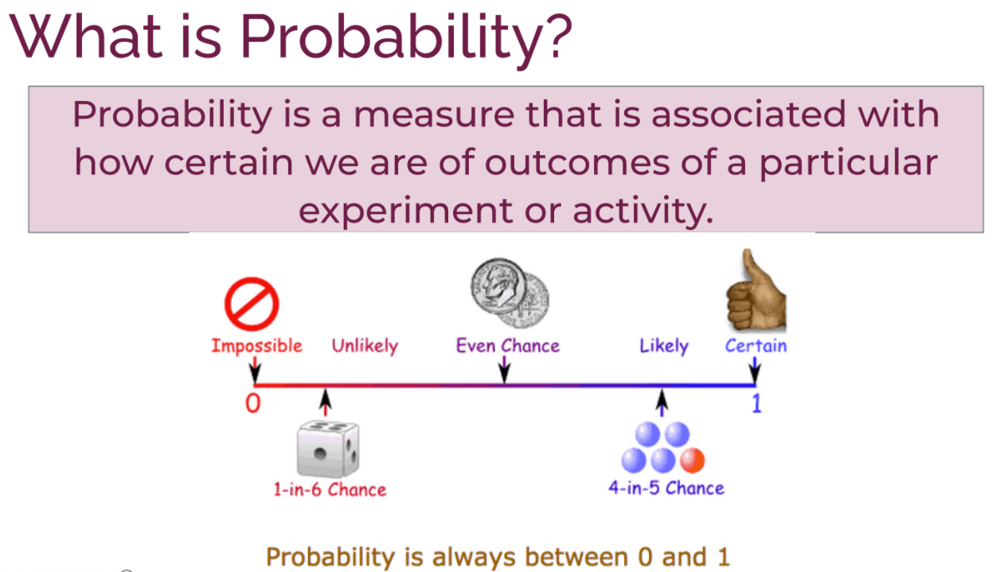 What is Probability?
Probability is a measure that is associated with
how certain we are of outcomes of a particular
experiment or activity.
Impossible Unlikely Even Chance Likely Certain
0 1
1-in-6 Chance 4-in-5 Chance
Probability is always between 0 and 1